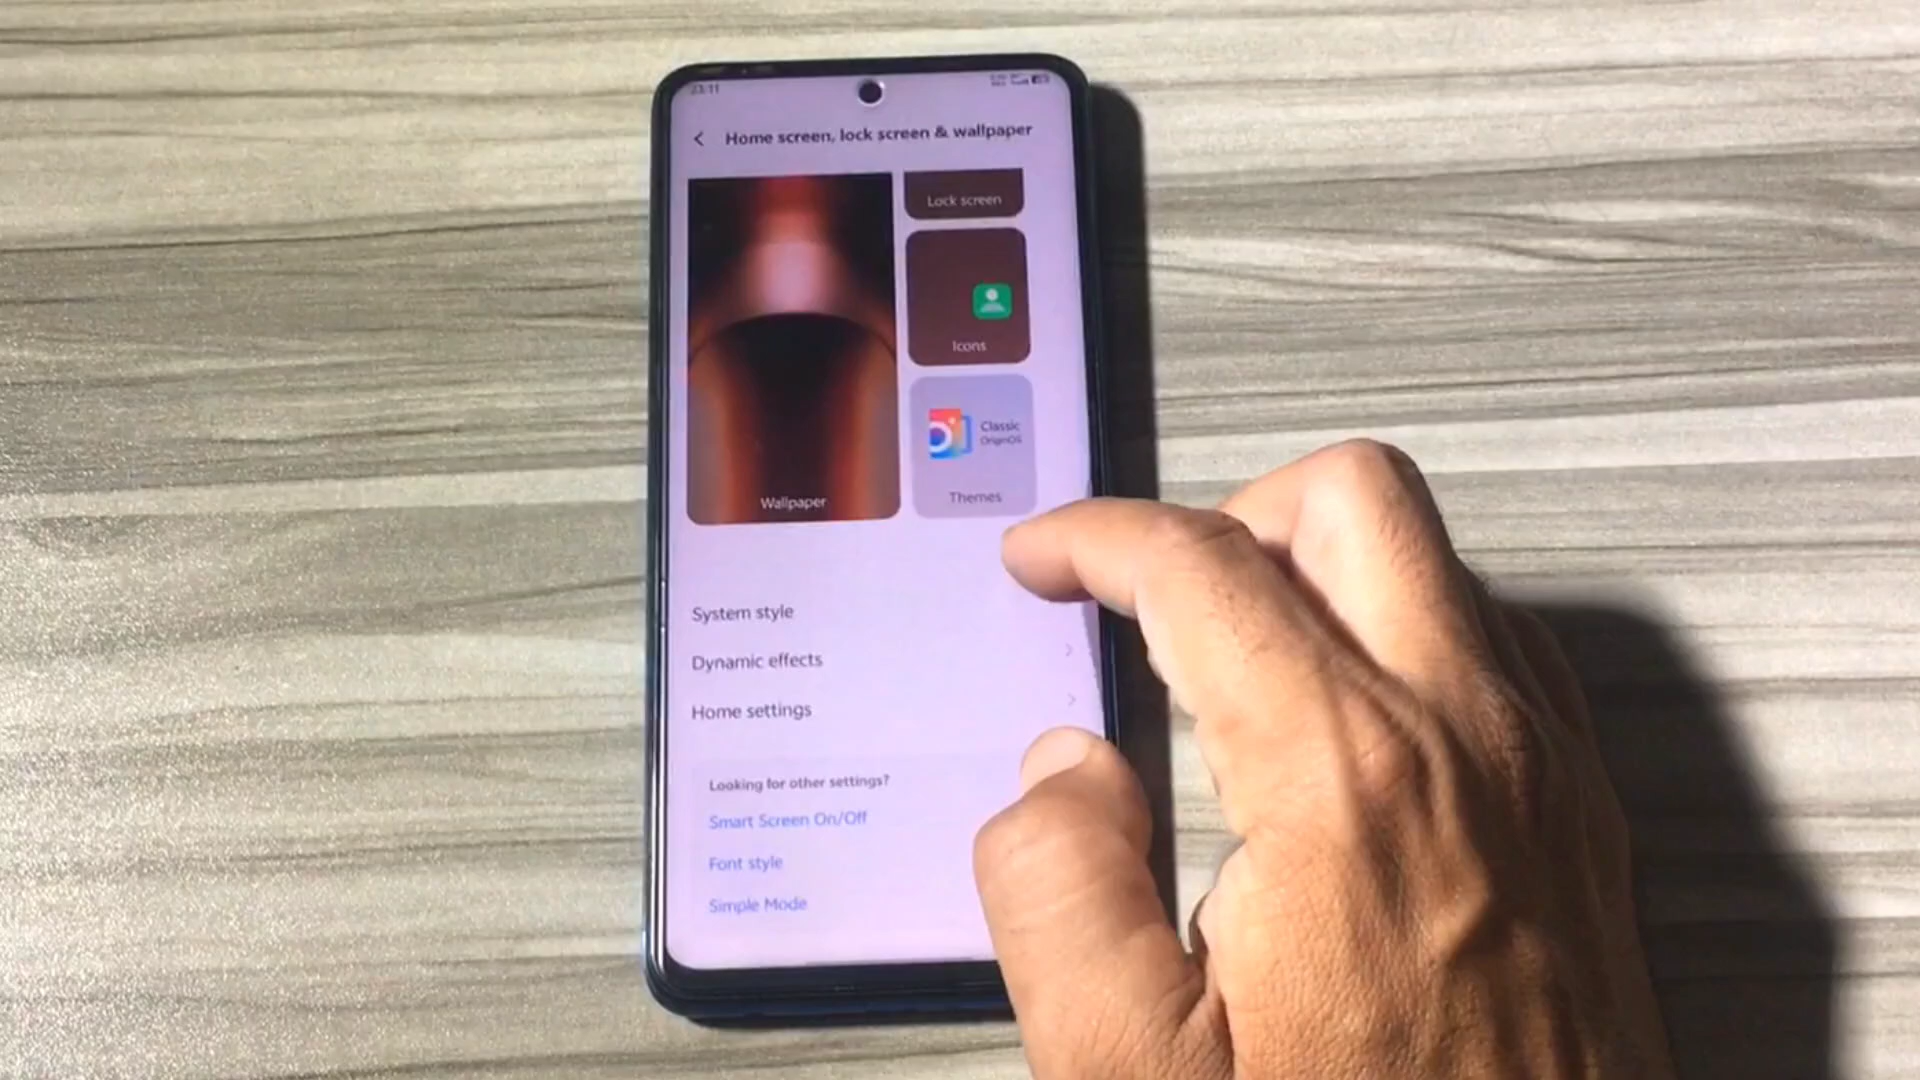 23:11
Home screen, lock screen & wallpaper
Lock screen
Icons
Classic
OriginOS
Wallpaper
Themes
System style
Dynamic effects
Home settings
Looking for other settings?
Smart Screen On/Off
Font style
Simple Mode